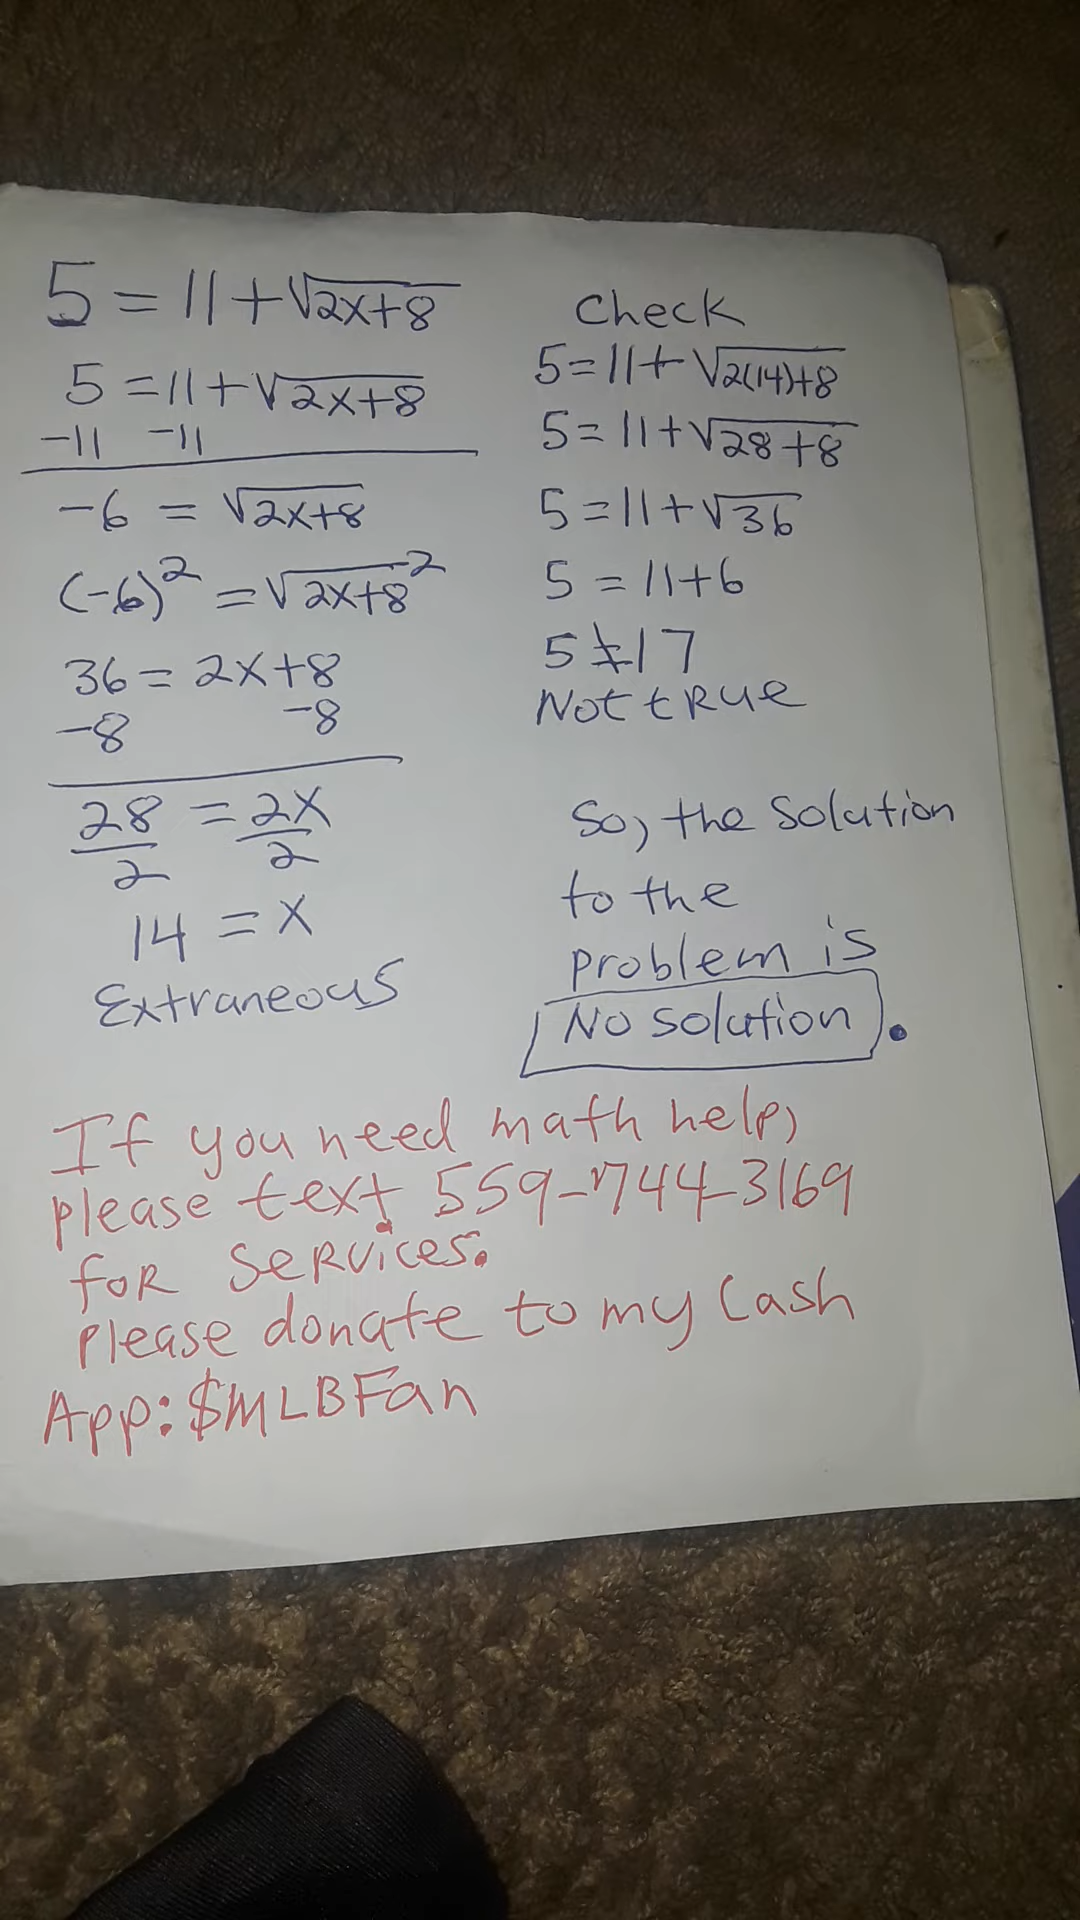 5 = 11 + √2x+8
5 = 11 + √2x+8
-11 -11
-6 = √2x+8
(-6)² = √2x+8²
36 = 2x+8
-8 -8
28 = 2x
2 2
14 = x
Extraneous
Check
5 = 11 + √2(14)+8
5 = 11 + √28+8
5 = 11 + √36
5 = 11+6
5 ≠ 17
Not true
So, the solution
to the
problem is
No solution.
If you need math help,
please text 559-744-3169
for services.
Please donate to my Cash
App: $MLBFan